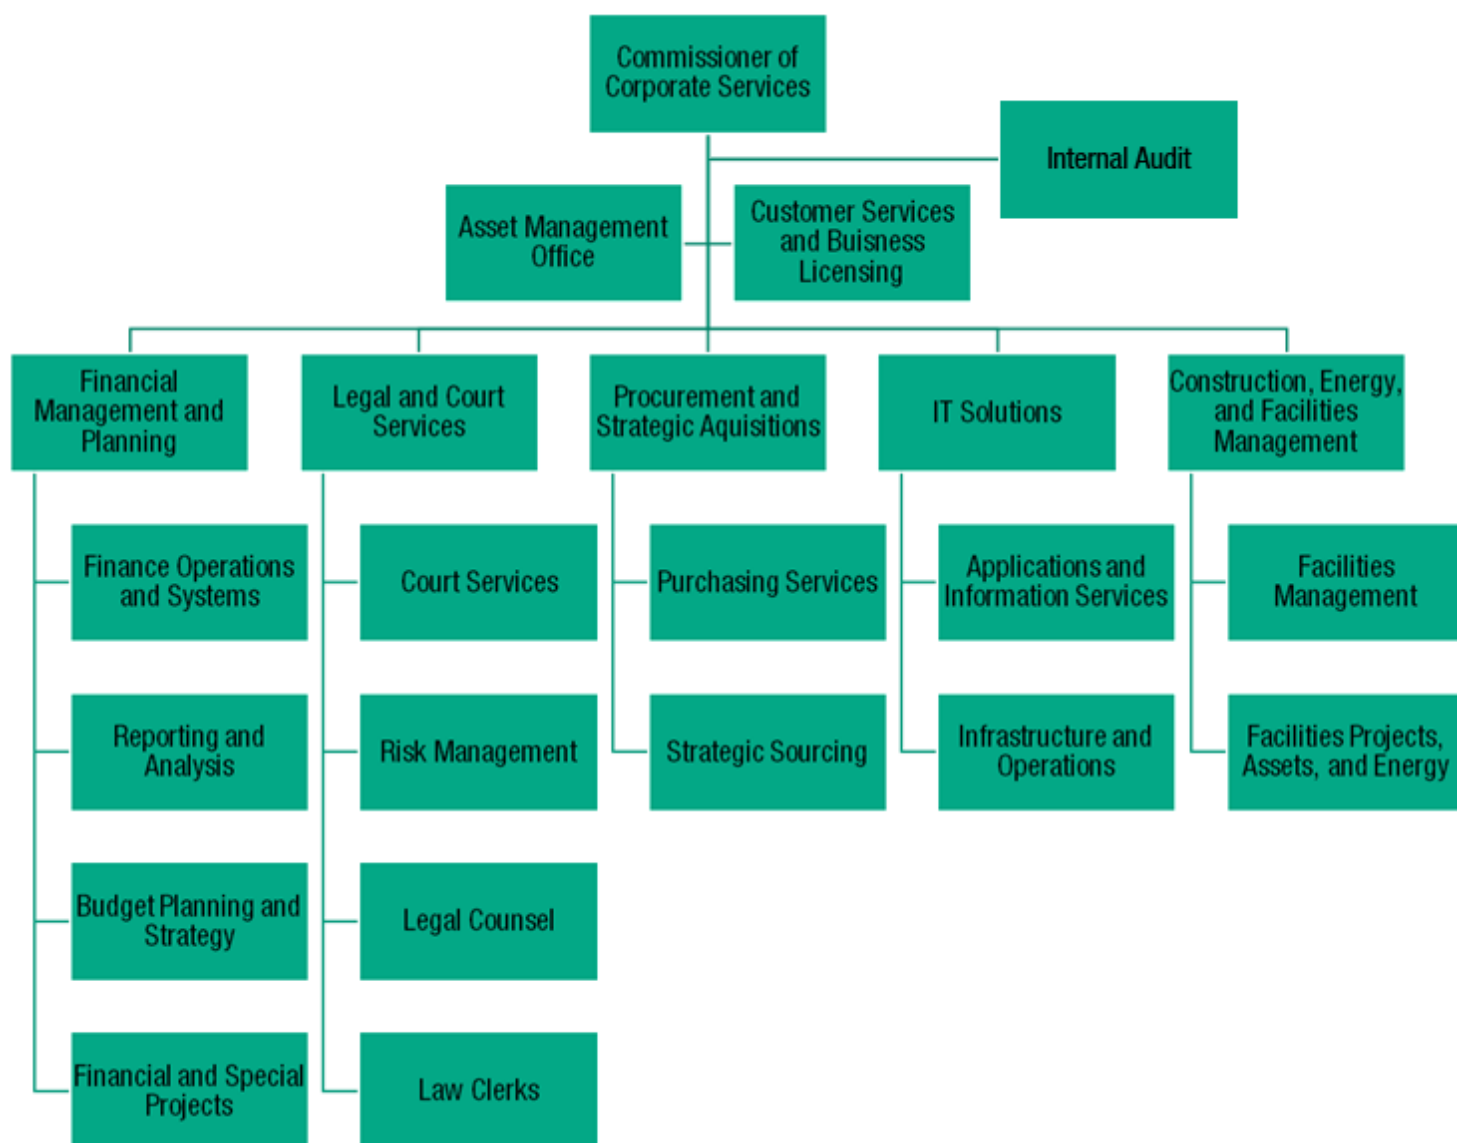 Commissioner of
Corporate Services
Internal Audit
Asset Management
Office
Customer Services
and Buisness
Licensing
Financial
Management and
Planning
Legal and Court
Services
Procurement and
Strategic Aquisitions
IT Solutions
Construction, Energy,
and Facilities
Management
Finance Operations
and Systems
Court Services
Purchasing Services
Applications and
Information Services
Facilities
Management
Reporting and
Analysis
Risk Management
Strategic Sourcing
Infrastructure and
Operations
Facilities Projects,
Assets, and Energy
Budget Planning and
Strategy
Legal Counsel
Financial and Special
Projects
Law Clerks